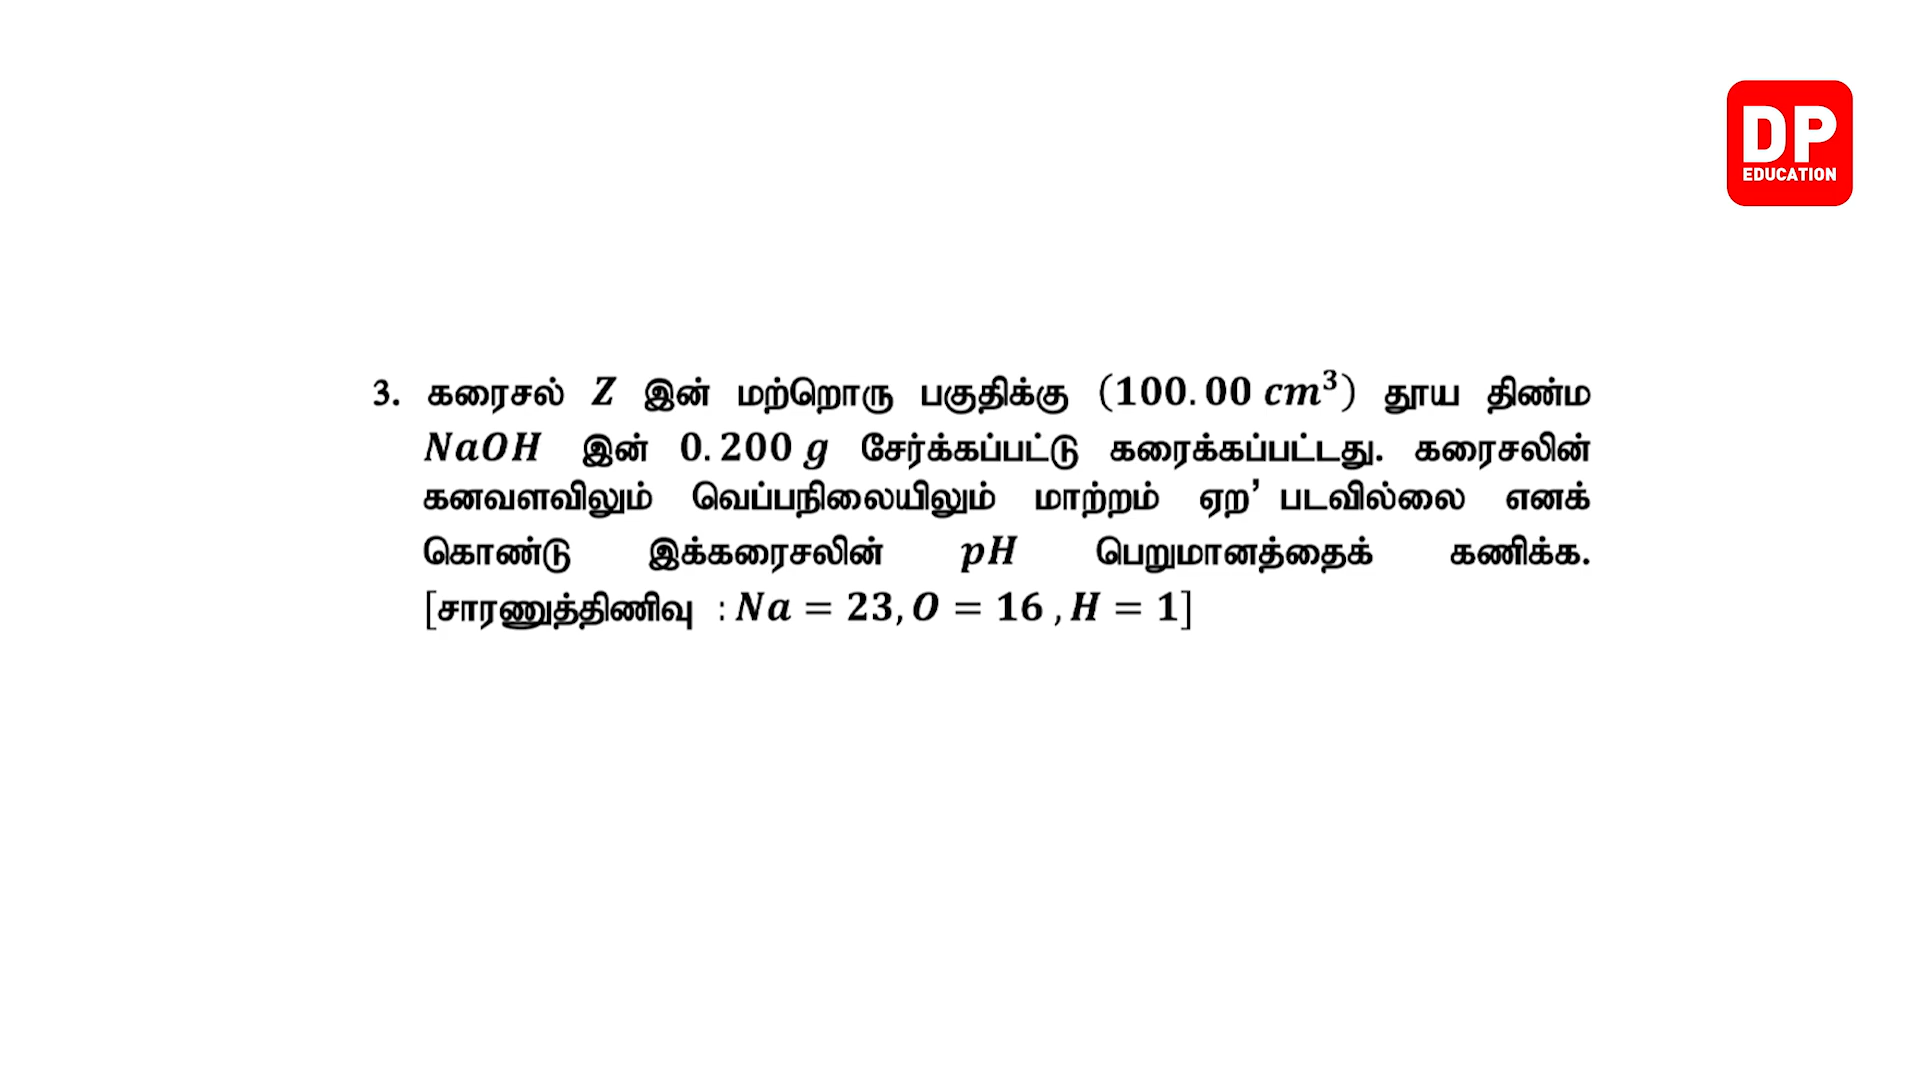 DP
EDUCATION
3. கரைசல் Z இன் மற்றொரு பகுதிக்கு (100.00 cm³) தூய திண்ம
NaOH இன் 0.200 g சேர்க்கப்பட்டு கரைக்கப்பட்டது. கரைசலின்
கனவளவிலும் வெப்பநிலையிலும் மாற்றம் ஏற’ படவில்லை எனக்
கொண்டு இக்கரைசலின் pH பெறுமானத்தைக் கணிக்க.
[சாரணுத்திணிவு : Na = 23, O = 16 , H = 1]